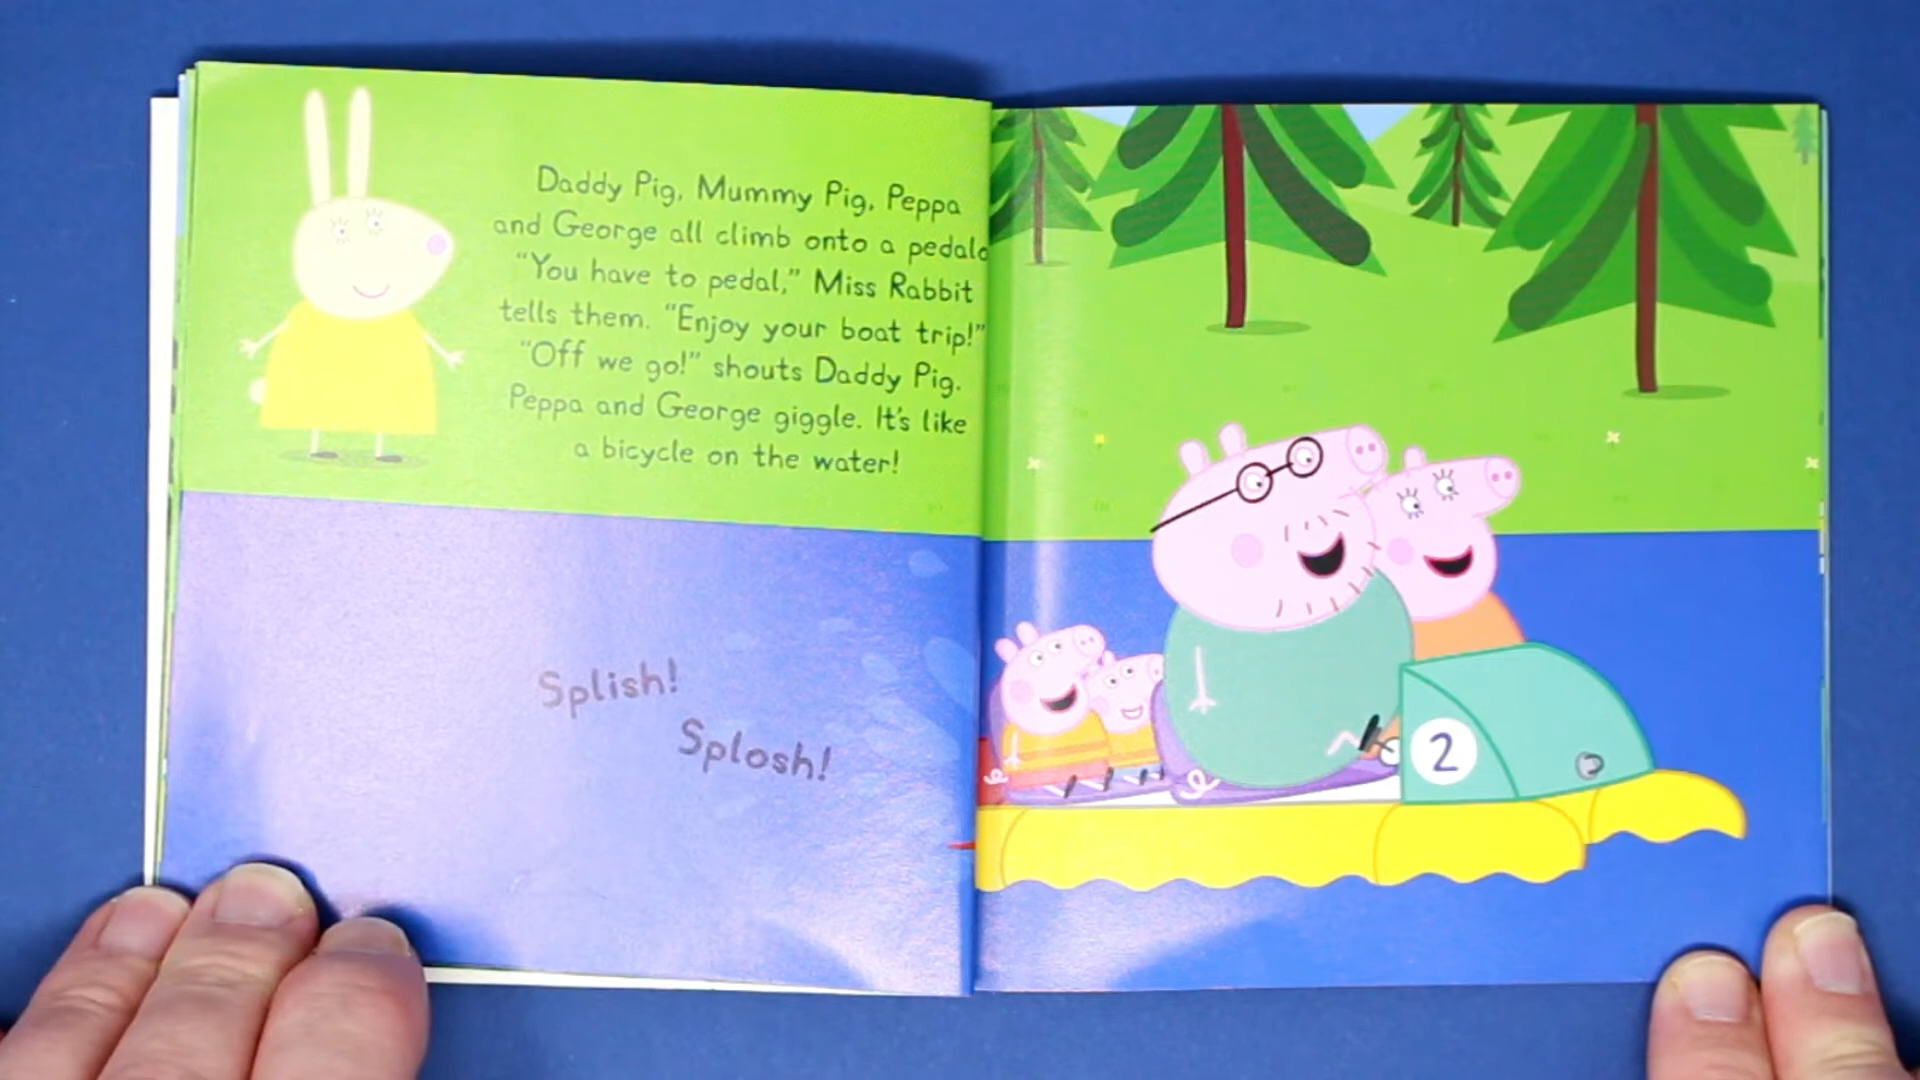 Daddy Pig, Mummy Pig, Peppa
and George all climb onto a pedalo
“You have to pedal,” Miss Rabbit
tells them. “Enjoy your boat trip!”
“Off we go!” shouts Daddy Pig.
Peppa and George giggle. It's like
a bicycle on the water!
Splish!
Splosh!
2